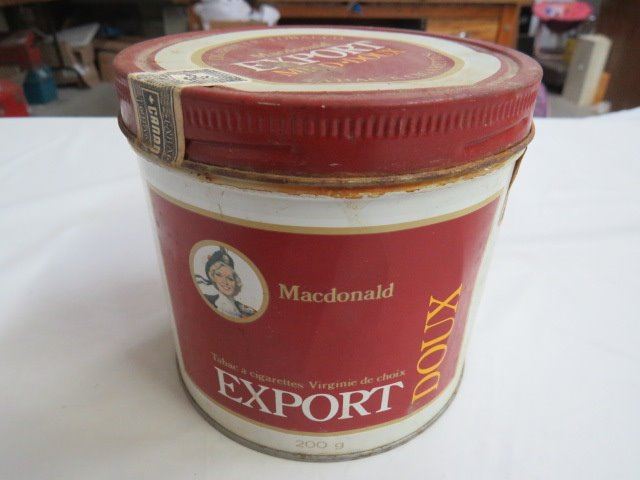 EXPORT
Macdonald
DOUX
Tabac à cigarettes Virginie de choix
EXPORT
200 g